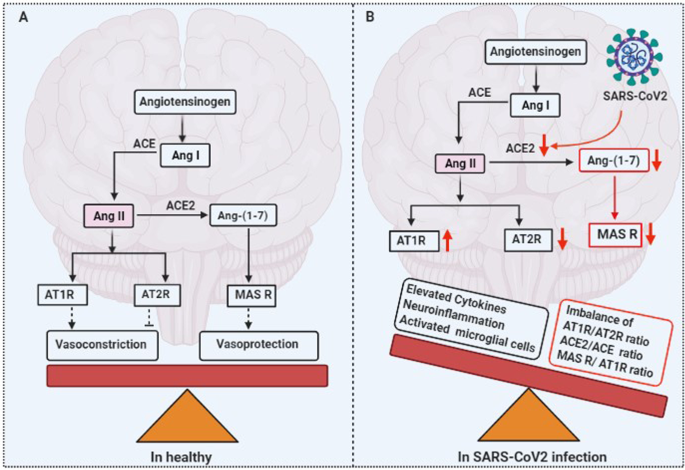 A
Angiotensinogen
ACE
Ang I
Ang II
ACE2
Ang-(1-7)
AT1R
AT2R
MAS R
Vasoconstriction
Vasoprotection
In healthy
B
Angiotensinogen
SARS-CoV2
ACE
Ang I
ACE2
Ang II
Ang-(1-7)
AT1R
AT2R
MAS R
Elevated Cytokines
Neuroinflammation
Activated microglial cells
Imbalance of
AT1R/AT2R ratio
ACE2/ACE ratio
MAS R/ AT1R ratio
In SARS-CoV2 infection